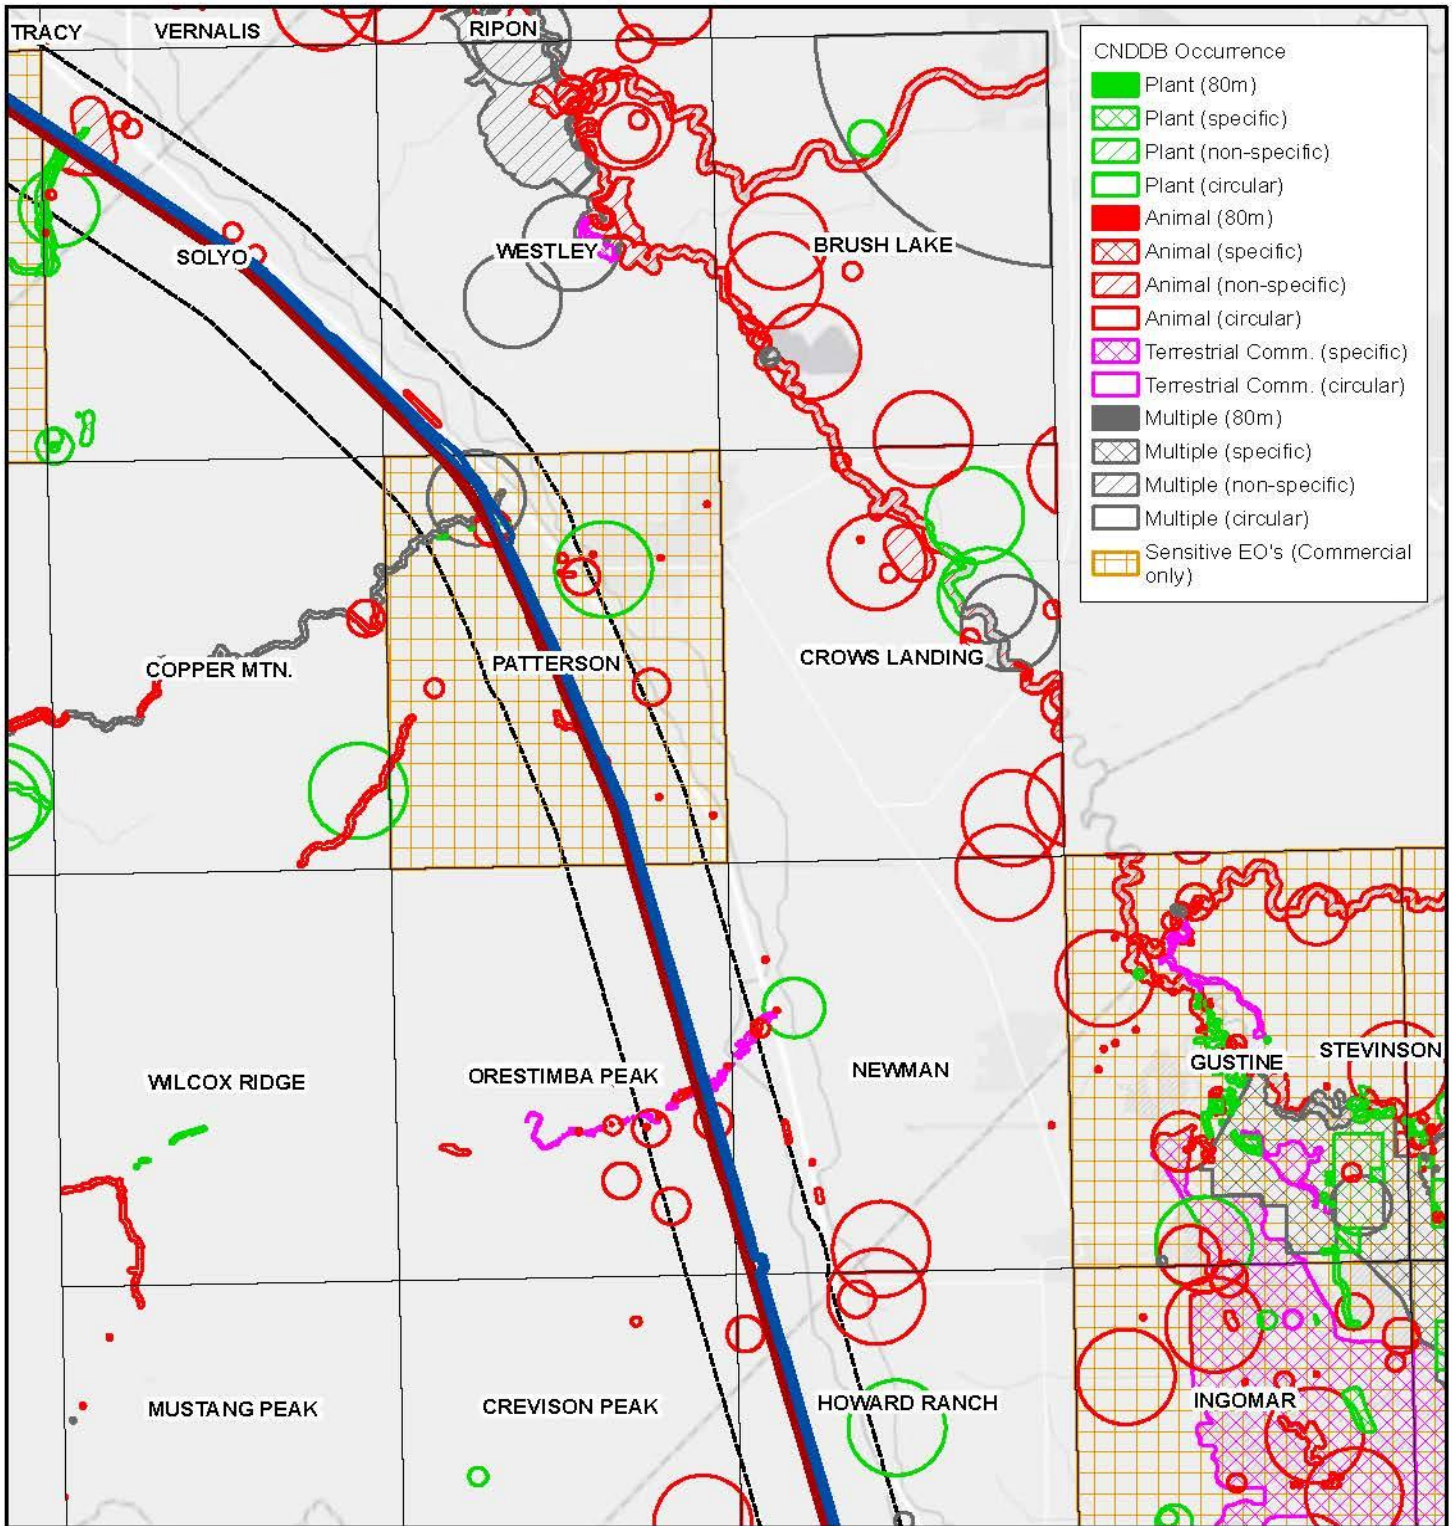 TRACY
VERNALIS
RIPON
CNDDB Occurrence
Plant (80m)
Plant (specific)
Plant (non-specific)
Plant (circular)
Animal (80m)
Animal (specific)
Animal (non-specific)
Animal (circular)
Terrestrial Comm. (specific)
Terrestrial Comm. (circular)
Multiple (80m)
Multiple (specific)
Multiple (non-specific)
Multiple (circular)
Sensitive EO's (Commercial
only)
SOLYO
WESTLEY
BRUSH LAKE
COPPER MTN.
PATTERSON
CROWS LANDING
WILCOX RIDGE
ORESTIMBA PEAK
NEWMAN
GUSTINE
STEVINSON
MUSTANG PEAK
CREVISON PEAK
HOWARD RANCH
INGOMAR